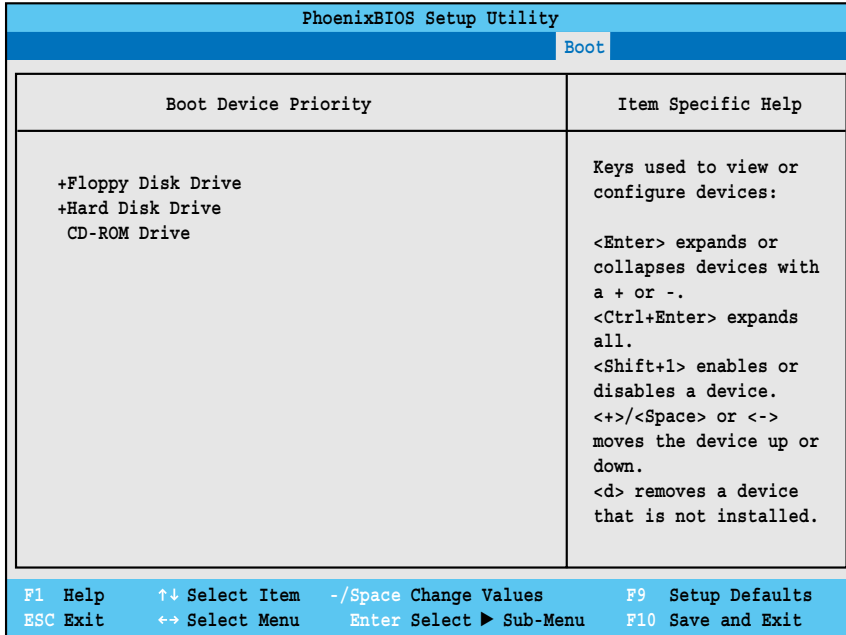 PhoenixBIOS Setup Utility
Boot
Boot Device Priority
Item Specific Help
+Floppy Disk Drive
+Hard Disk Drive
CD-ROM Drive
Keys used to view or
configure devices:
<Enter> expands or
collapses devices with
a + or -.
<Ctrl+Enter> expands
all.
<Shift+1> enables or
disables a device.
<+>/<Space> or <->
moves the device up or
down.
<d> removes a device
that is not installed.
F1 Help ↑↓ Select Item -/Space Change Values F9 Setup Defaults
ESC Exit ←→ Select Menu Enter Select ▶ Sub-Menu F10 Save and Exit